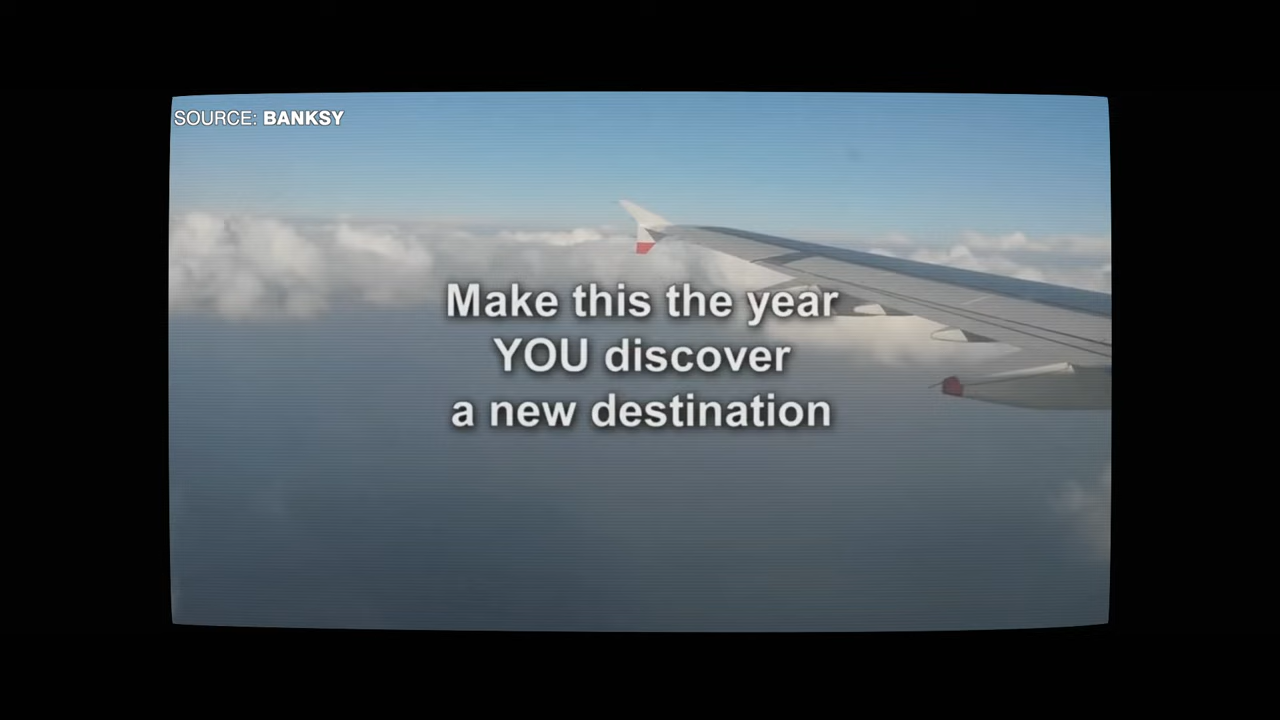 SOURCE: BANKSY
Make this the year
YOU discover
a new destination